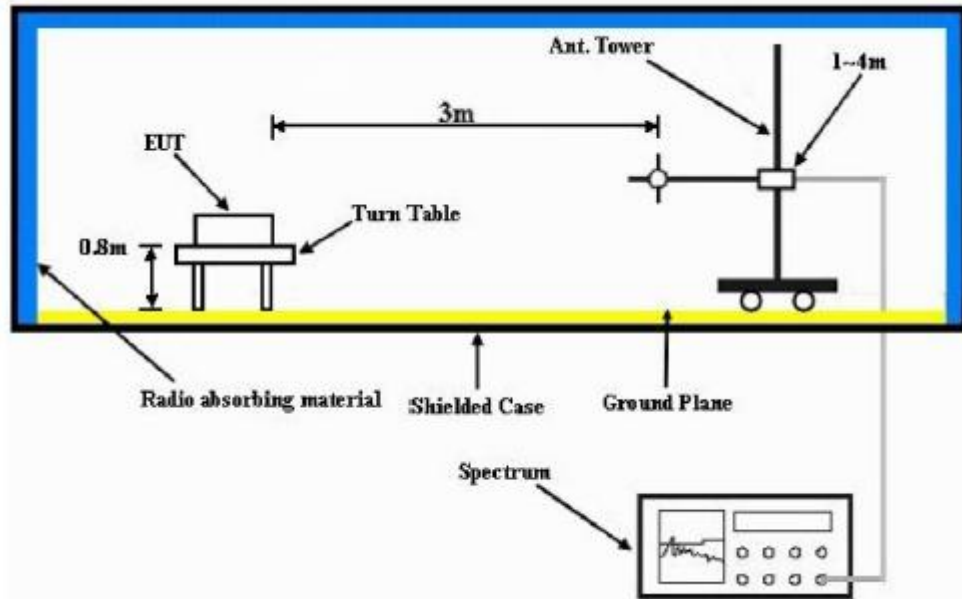 Ant. Tower
1~4m
3m
EUT
Turn Table
0.8m
Radio absorbing material
Shielded Case
Ground Plane
Spectrum